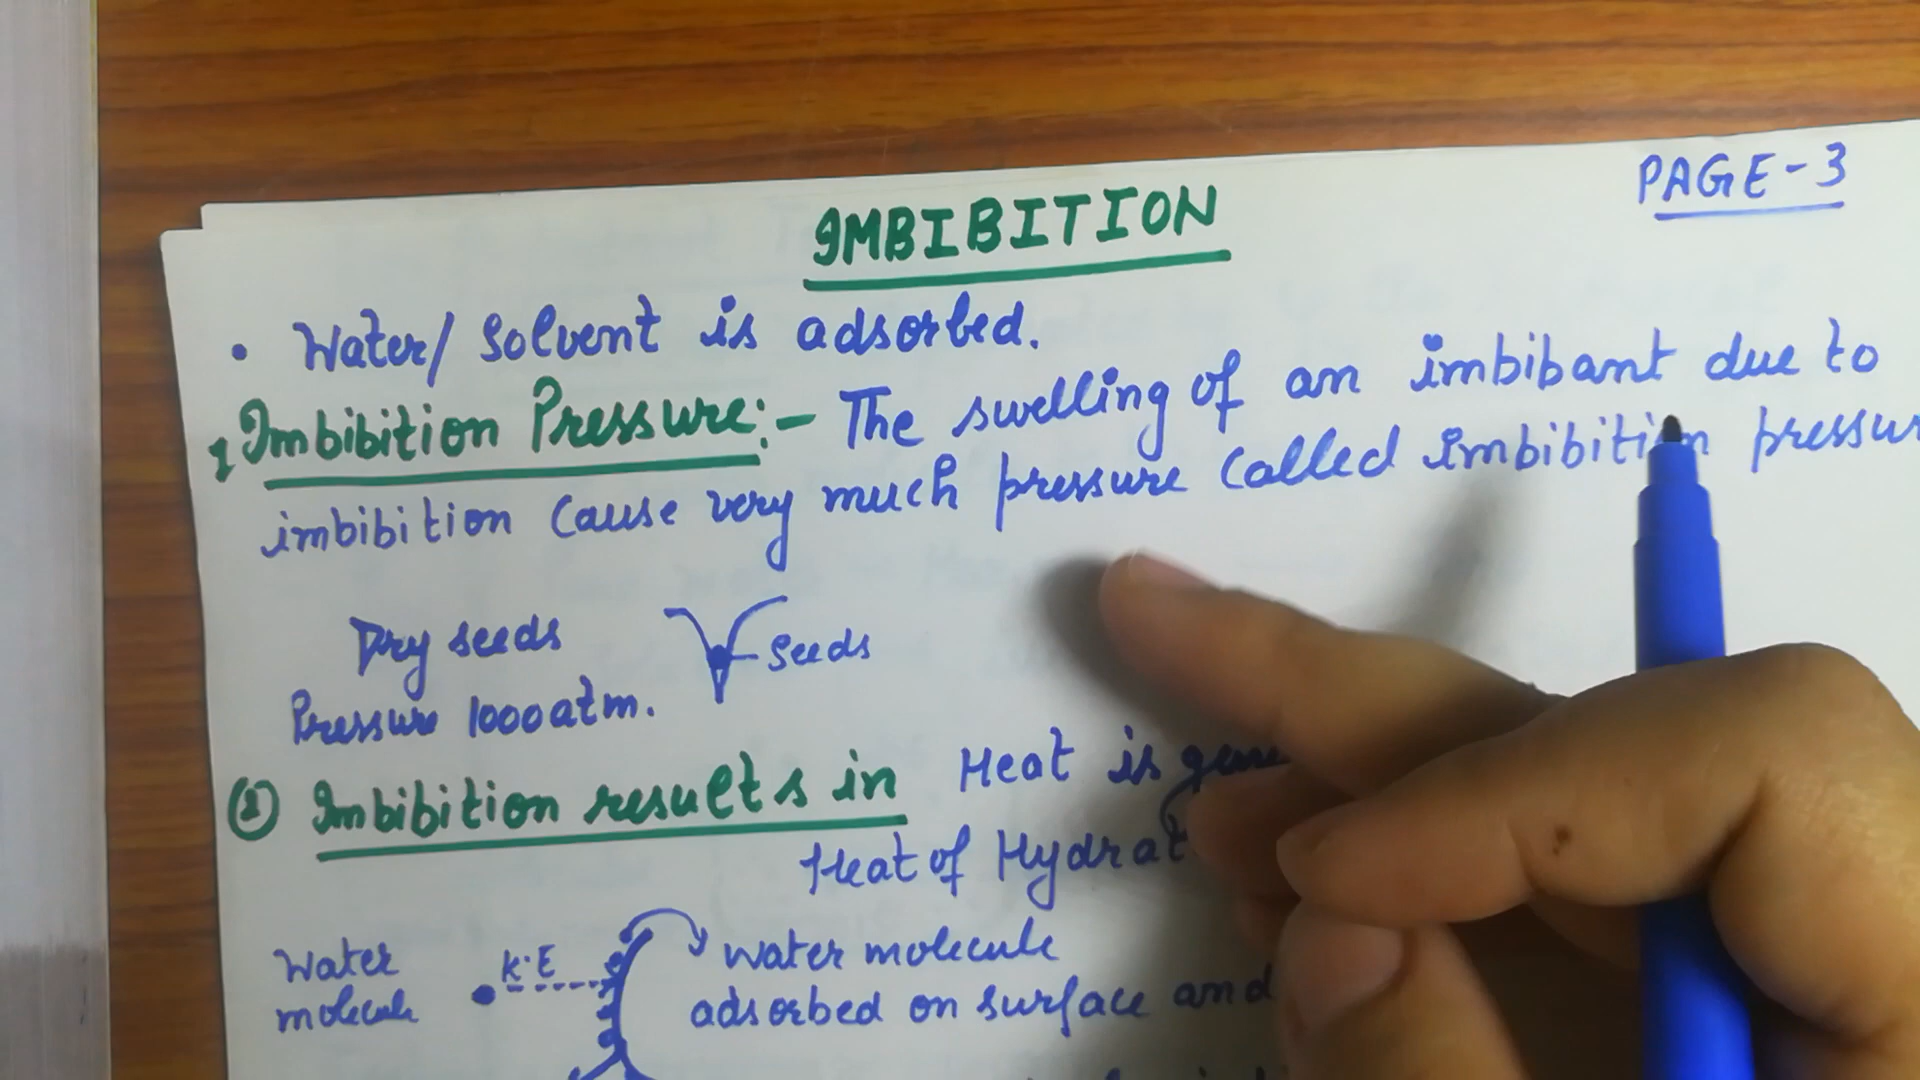 PAGE-3
IMBIBITION
• Water/ Solvent is adsorbed.
1 Imbibition Pressure:- The swelling of an imbibant due to
imbibition cause very much pressure called imbibition
Dry seeds
Seeds
Pressure 1000atm.
(2) Imbibition results in Heat is
Heat of
Water
molecule
K.E
water molecule
adsorbed on surface and